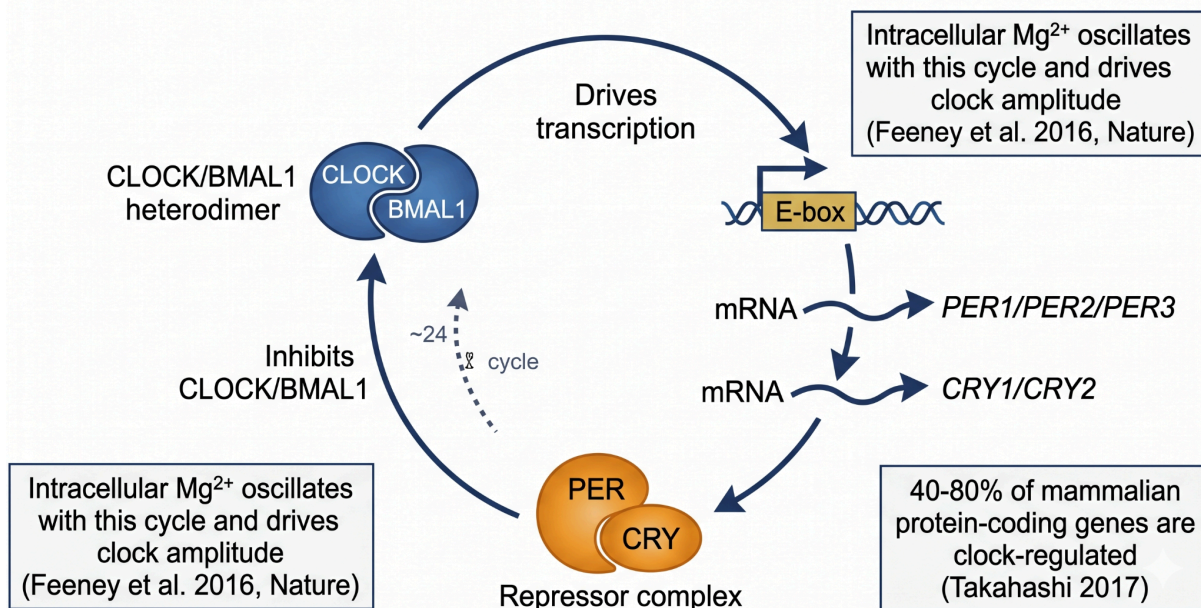 Intracellular Mg²⁺ oscillates
with this cycle and drives
clock amplitude
(Feeney et al. 2016, Nature)
Drives
transcription
CLOCK/BMAL1
heterodimer
CLOCK
BMAL1
E-box
mRNA
PER1/PER2/PER3
mRNA
CRY1/CRY2
~24
cycle
Inhibits
CLOCK/BMAL1
PER
CRY
Repressor complex
Intracellular Mg²⁺ oscillates
with this cycle and drives
clock amplitude
(Feeney et al. 2016, Nature)
40-80% of mammalian
protein-coding genes are
clock-regulated
(Takahashi 2017)